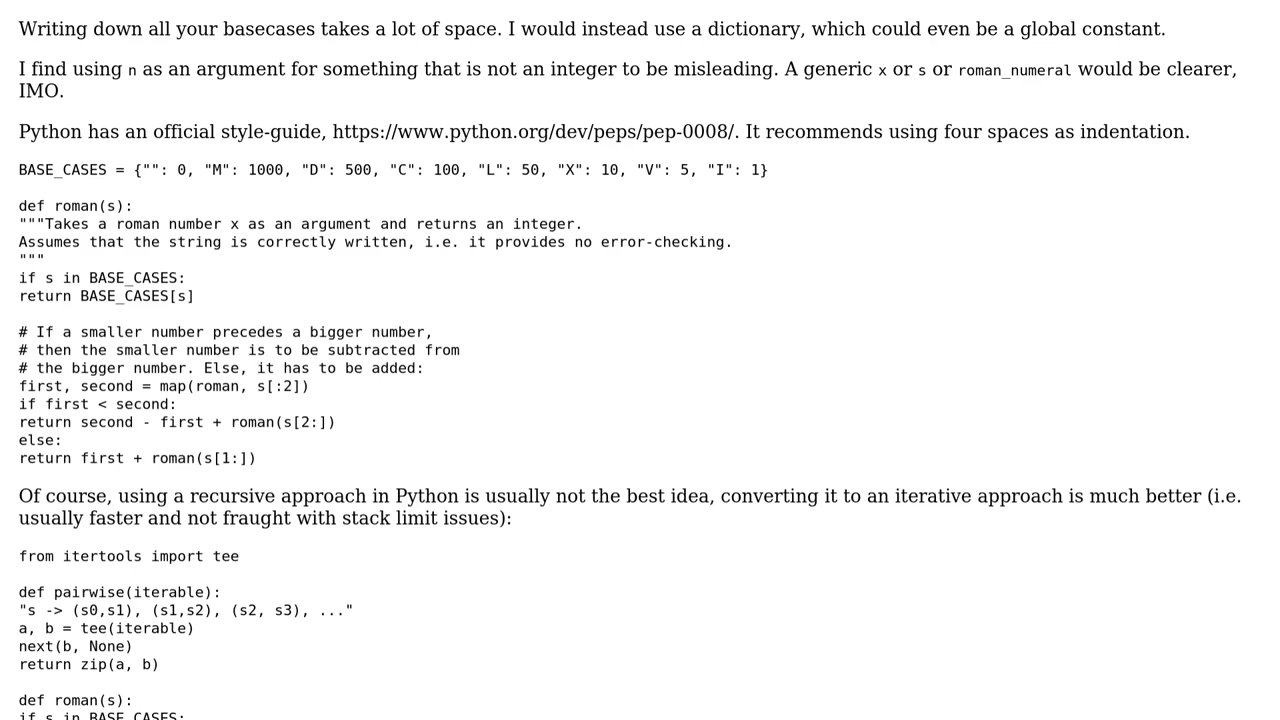 Writing down all your basecases takes a lot of space. I would instead use a dictionary, which could even be a global constant.
I find using n as an argument for something that is not an integer to be misleading. A generic x or s or roman_numeral would be clearer,
IMO.
Python has an official style-guide, https://www.python.org/dev/peps/pep-0008/. It recommends using four spaces as indentation.
BASE_CASES = {"": 0, "M": 1000, "D": 500, "C": 100, "L": 50, "X": 10, "V": 5, "I": 1}
def roman(s):
"""Takes a roman number x as an argument and returns an integer.
Assumes that the string is correctly written, i.e. it provides no error-checking.
"""
if s in BASE_CASES:
return BASE_CASES[s]
# If a smaller number precedes a bigger number,
# then the smaller number is to be subtracted from
# the bigger number. Else, it has to be added:
first, second = map(roman, s[:2])
if first < second:
return second - first + roman(s[2:])
else:
return first + roman(s[1:])
Of course, using a recursive approach in Python is usually not the best idea, converting it to an iterative approach is much better (i.e.
usually faster and not fraught with stack limit issues):
from itertools import tee
def pairwise(iterable):
"s -> (s0,s1), (s1,s2), (s2, s3), ..."
a, b = tee(iterable)
next(b, None)
return zip(a, b)
def roman(s):
if s in BASE_CASES: